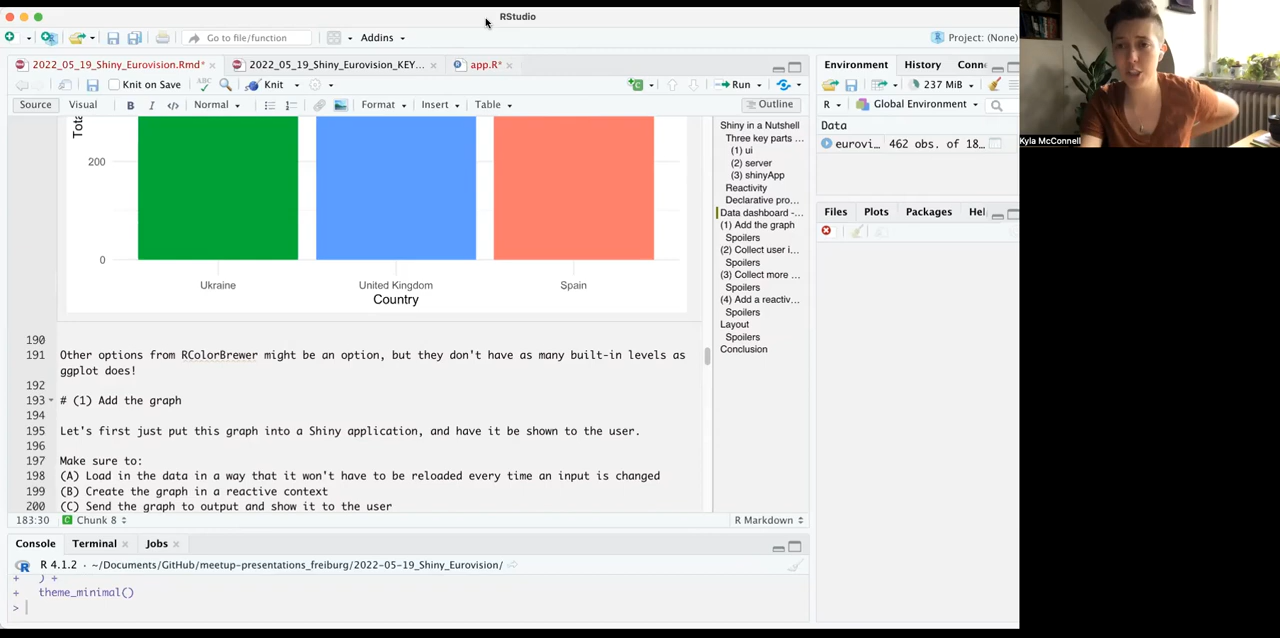 RStudio
Go to file/function
Addins
Project: (None)
2022_05_19_Shiny_Eurovision.Rmd*
2022_05_19_Shiny_Eurovision_KEY...
app.R*
Knit on Save
ABC
Knit
Run
Source
Visual
B
I
</>
Normal
Format
Insert
Table
Outline
200
0
Ukraine
United Kingdom
Spain
Country
190
191 Other options from RColorBrewer might be an option, but they don't have as many built-in levels as
ggplot does!
192
193 # (1) Add the graph
194
195 Let's first just put this graph into a Shiny application, and have it be shown to the user.
196
197 Make sure to:
198 (A) Load in the data in a way that it won't have to be reloaded every time an input is changed
199 (B) Create the graph in a reactive context
200 (C) Send the graph to output and show it to the user
183:30
Chunk 8
R Markdown
Shiny in a Nutshell
Three key parts
(1) ui
(2) server
(3) shinyApp
Reactivity
Declarative pro...
Data dashboard -...
(1) Add the graph
Spoilers
(2) Collect user i...
Spoilers
(3) Collect more ...
Spoilers
(4) Add a reactiv...
Spoilers
Layout
Spoilers
Conclusion
Console
Terminal
Jobs
R 4.1.2 · ~/Documents/GitHub/meetup-presentations_freiburg/2022-05-19_Shiny_Eurovision/
+ ) +
+ theme_minimal()
>
Environment
History
Conn
237 MiB
R
Global Environment
Data
eurovi... 462 obs. of 18...
Files
Plots
Packages
Hel
Kyla McConnell